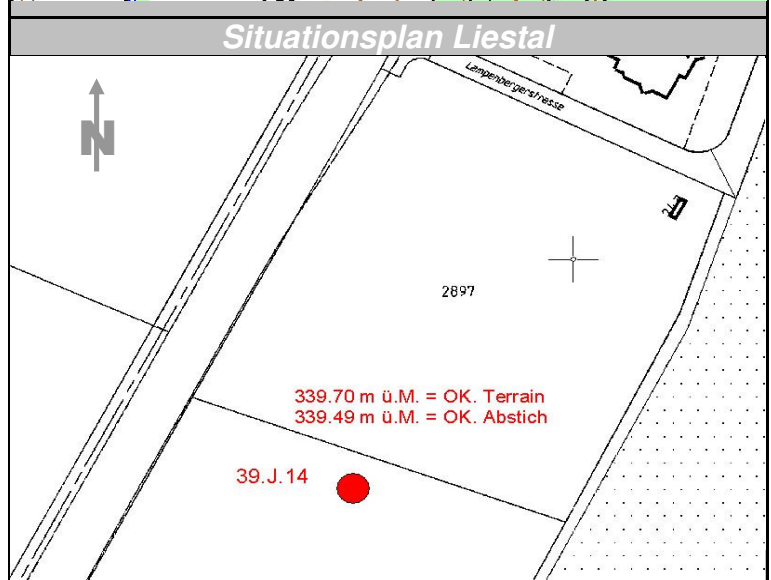 Situationsplan Liestal
Lampenbergerstrasse
N
2897
339.70 m ü.M. = OK. Terrain
339.49 m ü.M. = OK. Abstich
39.J.14